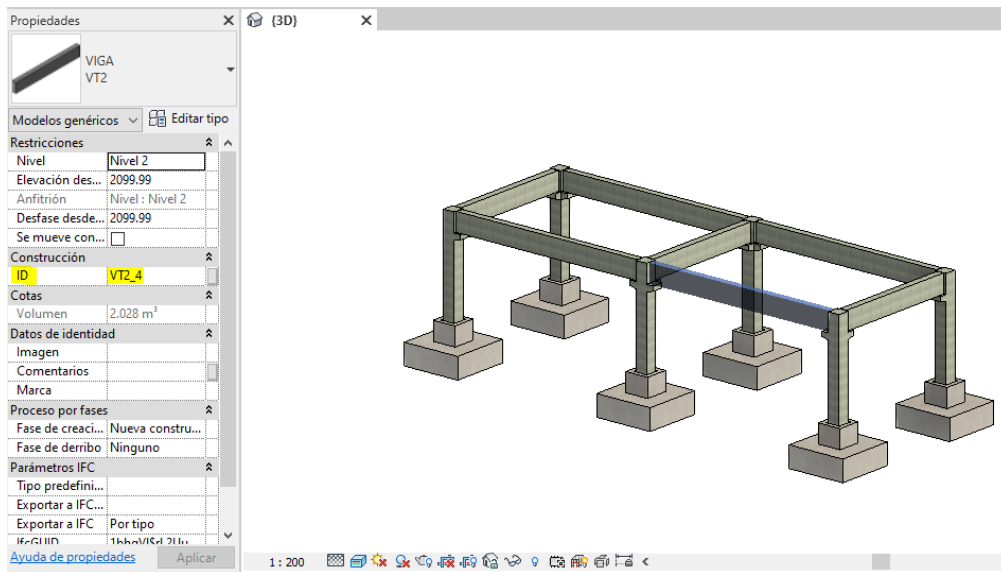 Propiedades
{3D}
VIGA
VT2
Modelos genéricos
Editar tipo
Restricciones
Nivel Nivel 2
Elevación des... 2099.99
Anfitrión Nivel : Nivel 2
Desfase desde... 2099.99
Se mueve con...
Construcción
ID VT2_4
Cotas
Volumen 2.028 m³
Datos de identidad
Imagen
Comentarios
Marca
Proceso por fases
Fase de creaci... Nueva constru...
Fase de derribo Ninguno
Parámetros IFC
Tipo predefini...
Exportar a IFC...
Exportar a IFC Por tipo
IfcGUID
Ayuda de propiedades Aplicar
1 : 200